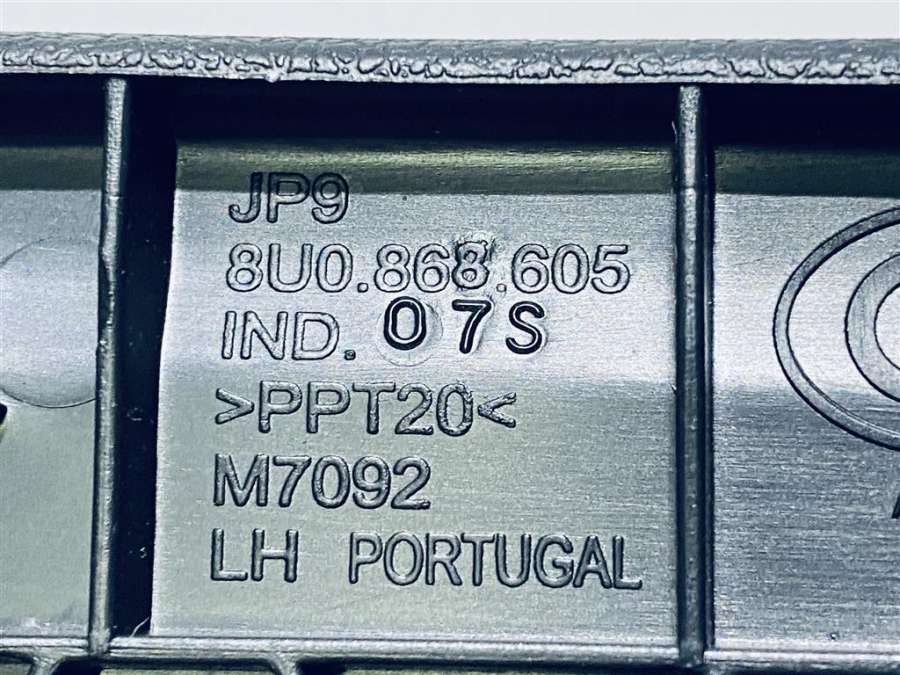 JP9
8U0.868.605
IND. 07S
>PPT20<
M7092
LH PORTUGAL